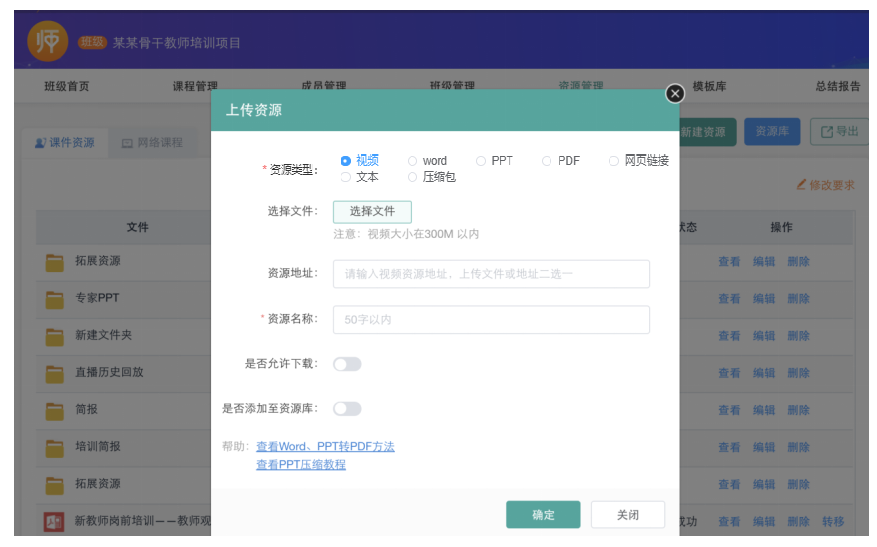 师 班级 某某骨干教师培训项目
班级首页 课程管理 成员管理 班级管理 资源管理 模板库 总结报告
上传资源
新建资源 资源库 导出
课件资源 网络课程
* 资源类型: 视频 word PPT PDF 网页链接
文本 压缩包
修改要求
选择文件: 选择文件
注意: 视频大小在300M 以内
文件 状态 操作
拓展资源 查看 编辑 删除
资源地址: 请输入视频资源地址, 上传文件或地址二选一
专家PPT 查看 编辑 删除
* 资源名称: 50字以内
新建文件夹 查看 编辑 删除
是否允许下载:
直播历史回放 查看 编辑 删除
是否添加至资源库:
简报 查看 编辑 删除
帮助: 查看Word、PPT转PDF方法
培训简报 查看 编辑 删除
查看PPT压缩教程
拓展资源 查看 编辑 删除
确定 关闭
新教师岗前培训——教师观 成功 查看 编辑 删除 转移